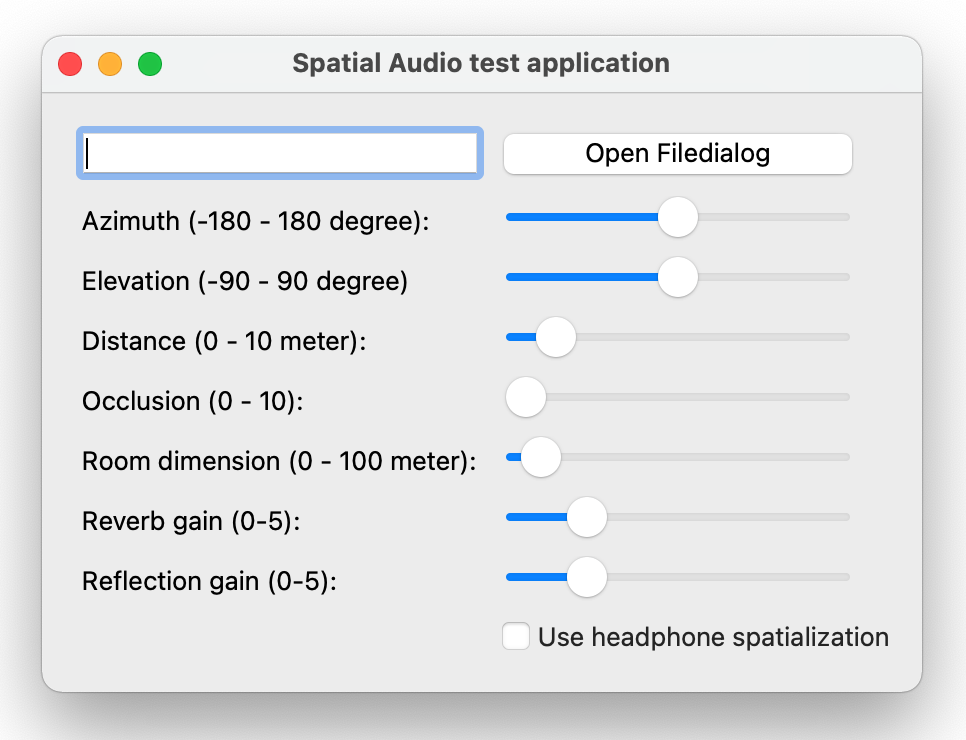 Spatial Audio test application
Open Filedialog
Azimuth (-180 - 180 degree):
Elevation (-90 - 90 degree)
Distance (0 - 10 meter):
Occlusion (0 - 10):
Room dimension (0 - 100 meter):
Reverb gain (0-5):
Reflection gain (0-5):
Use headphone spatialization